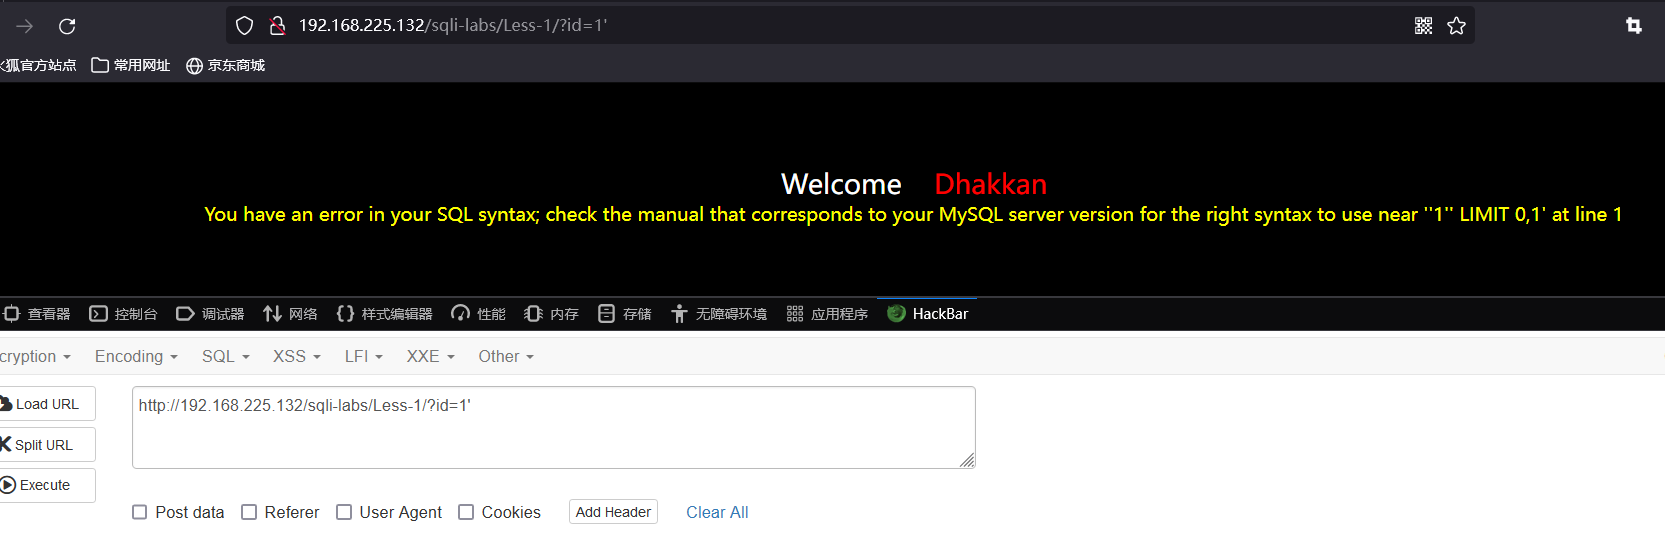 192.168.225.132/sqli-labs/Less-1/?id=1'
狐官方站点 常用网址 京东商城
Welcome Dhakkan
You have an error in your SQL syntax; check the manual that corresponds to your MySQL server version for the right syntax to use near ''1'' LIMIT 0,1' at line 1
查看器 控制台 调试器 网络 样式编辑器 性能 内存 存储 无障碍环境 应用程序 HackBar
cryption Encoding SQL XSS LFI XXE Other
Load URL
http://192.168.225.132/sqli-labs/Less-1/?id=1'
Split URL
Execute
Post data Referer User Agent Cookies Add Header Clear All